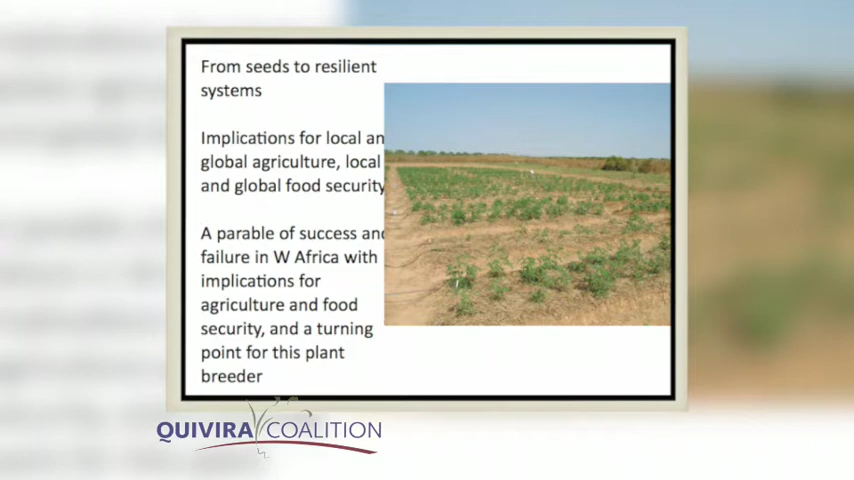 From seeds to resilient
systems
Implications for local an
global agriculture, local
and global food security
A parable of success and
failure in W Africa with
implications for
agriculture and food
security, and a turning
point for this plant
breeder
QUIVIRA COALITION